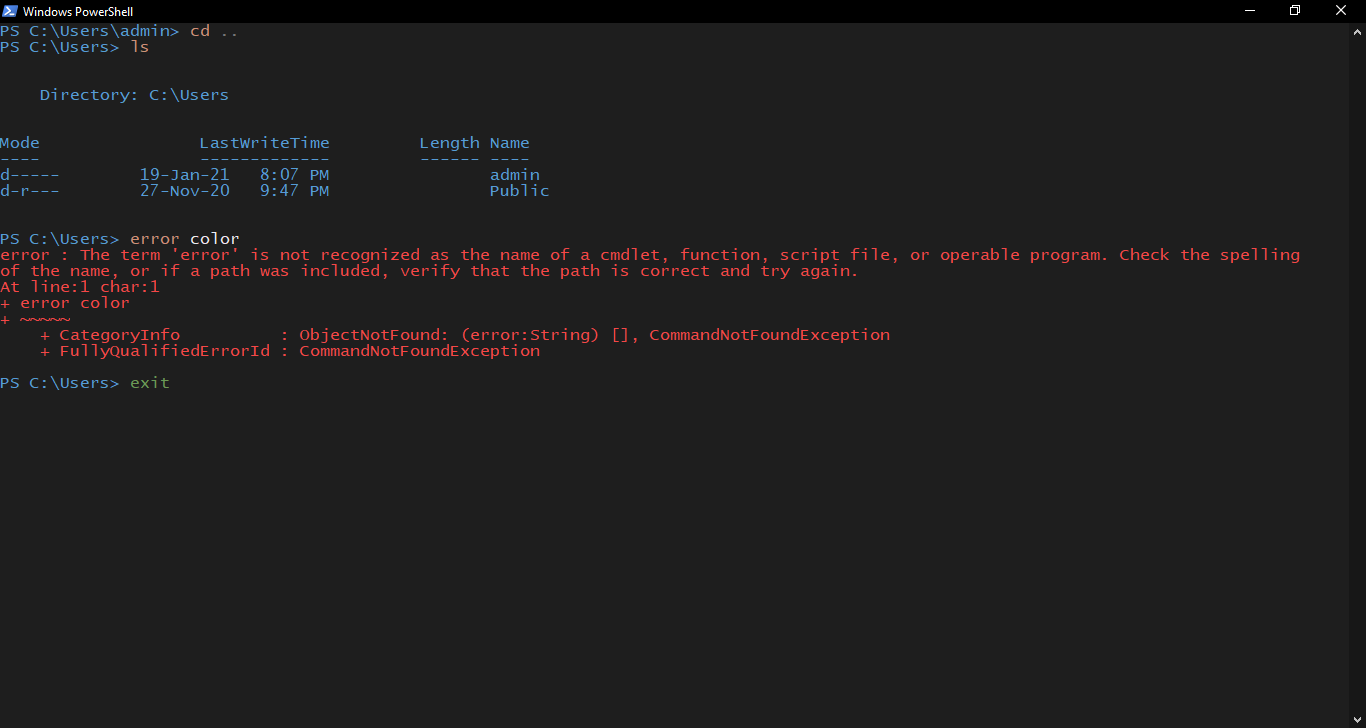 Windows PowerShell
PS C:\Users\admin> cd ..
PS C:\Users> ls
    Directory: C:\Users
Mode                LastWriteTime         Length Name
----                -------------         ------ ----
d-----        19-Jan-21   8:07 PM                admin
d-r---        27-Nov-20   9:47 PM                Public
PS C:\Users> error color
error : The term 'error' is not recognized as the name of a cmdlet, function, script file, or operable program. Check the spelling
of the name, or if a path was included, verify that the path is correct and try again.
At line:1 char:1
+ error color
+ ~~~~~
    + CategoryInfo          : ObjectNotFound: (error:String) [], CommandNotFoundException
    + FullyQualifiedErrorId : CommandNotFoundException
PS C:\Users> exit